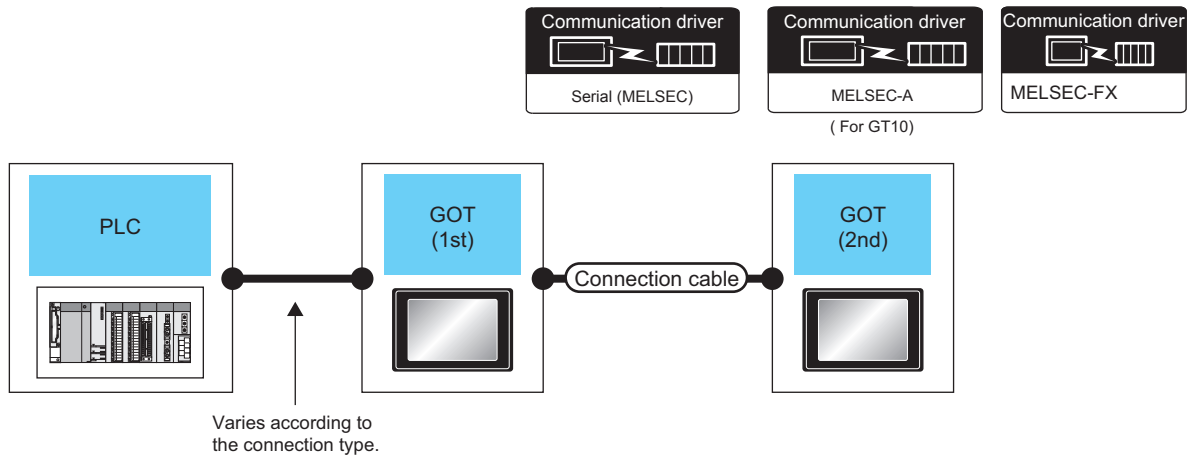 Communication driver
Serial (MELSEC)
Communication driver
MELSEC-A
( For GT10)
Communication driver
MELSEC-FX
PLC
GOT
(1st)
Connection cable
GOT
(2nd)
Varies according to
the connection type.